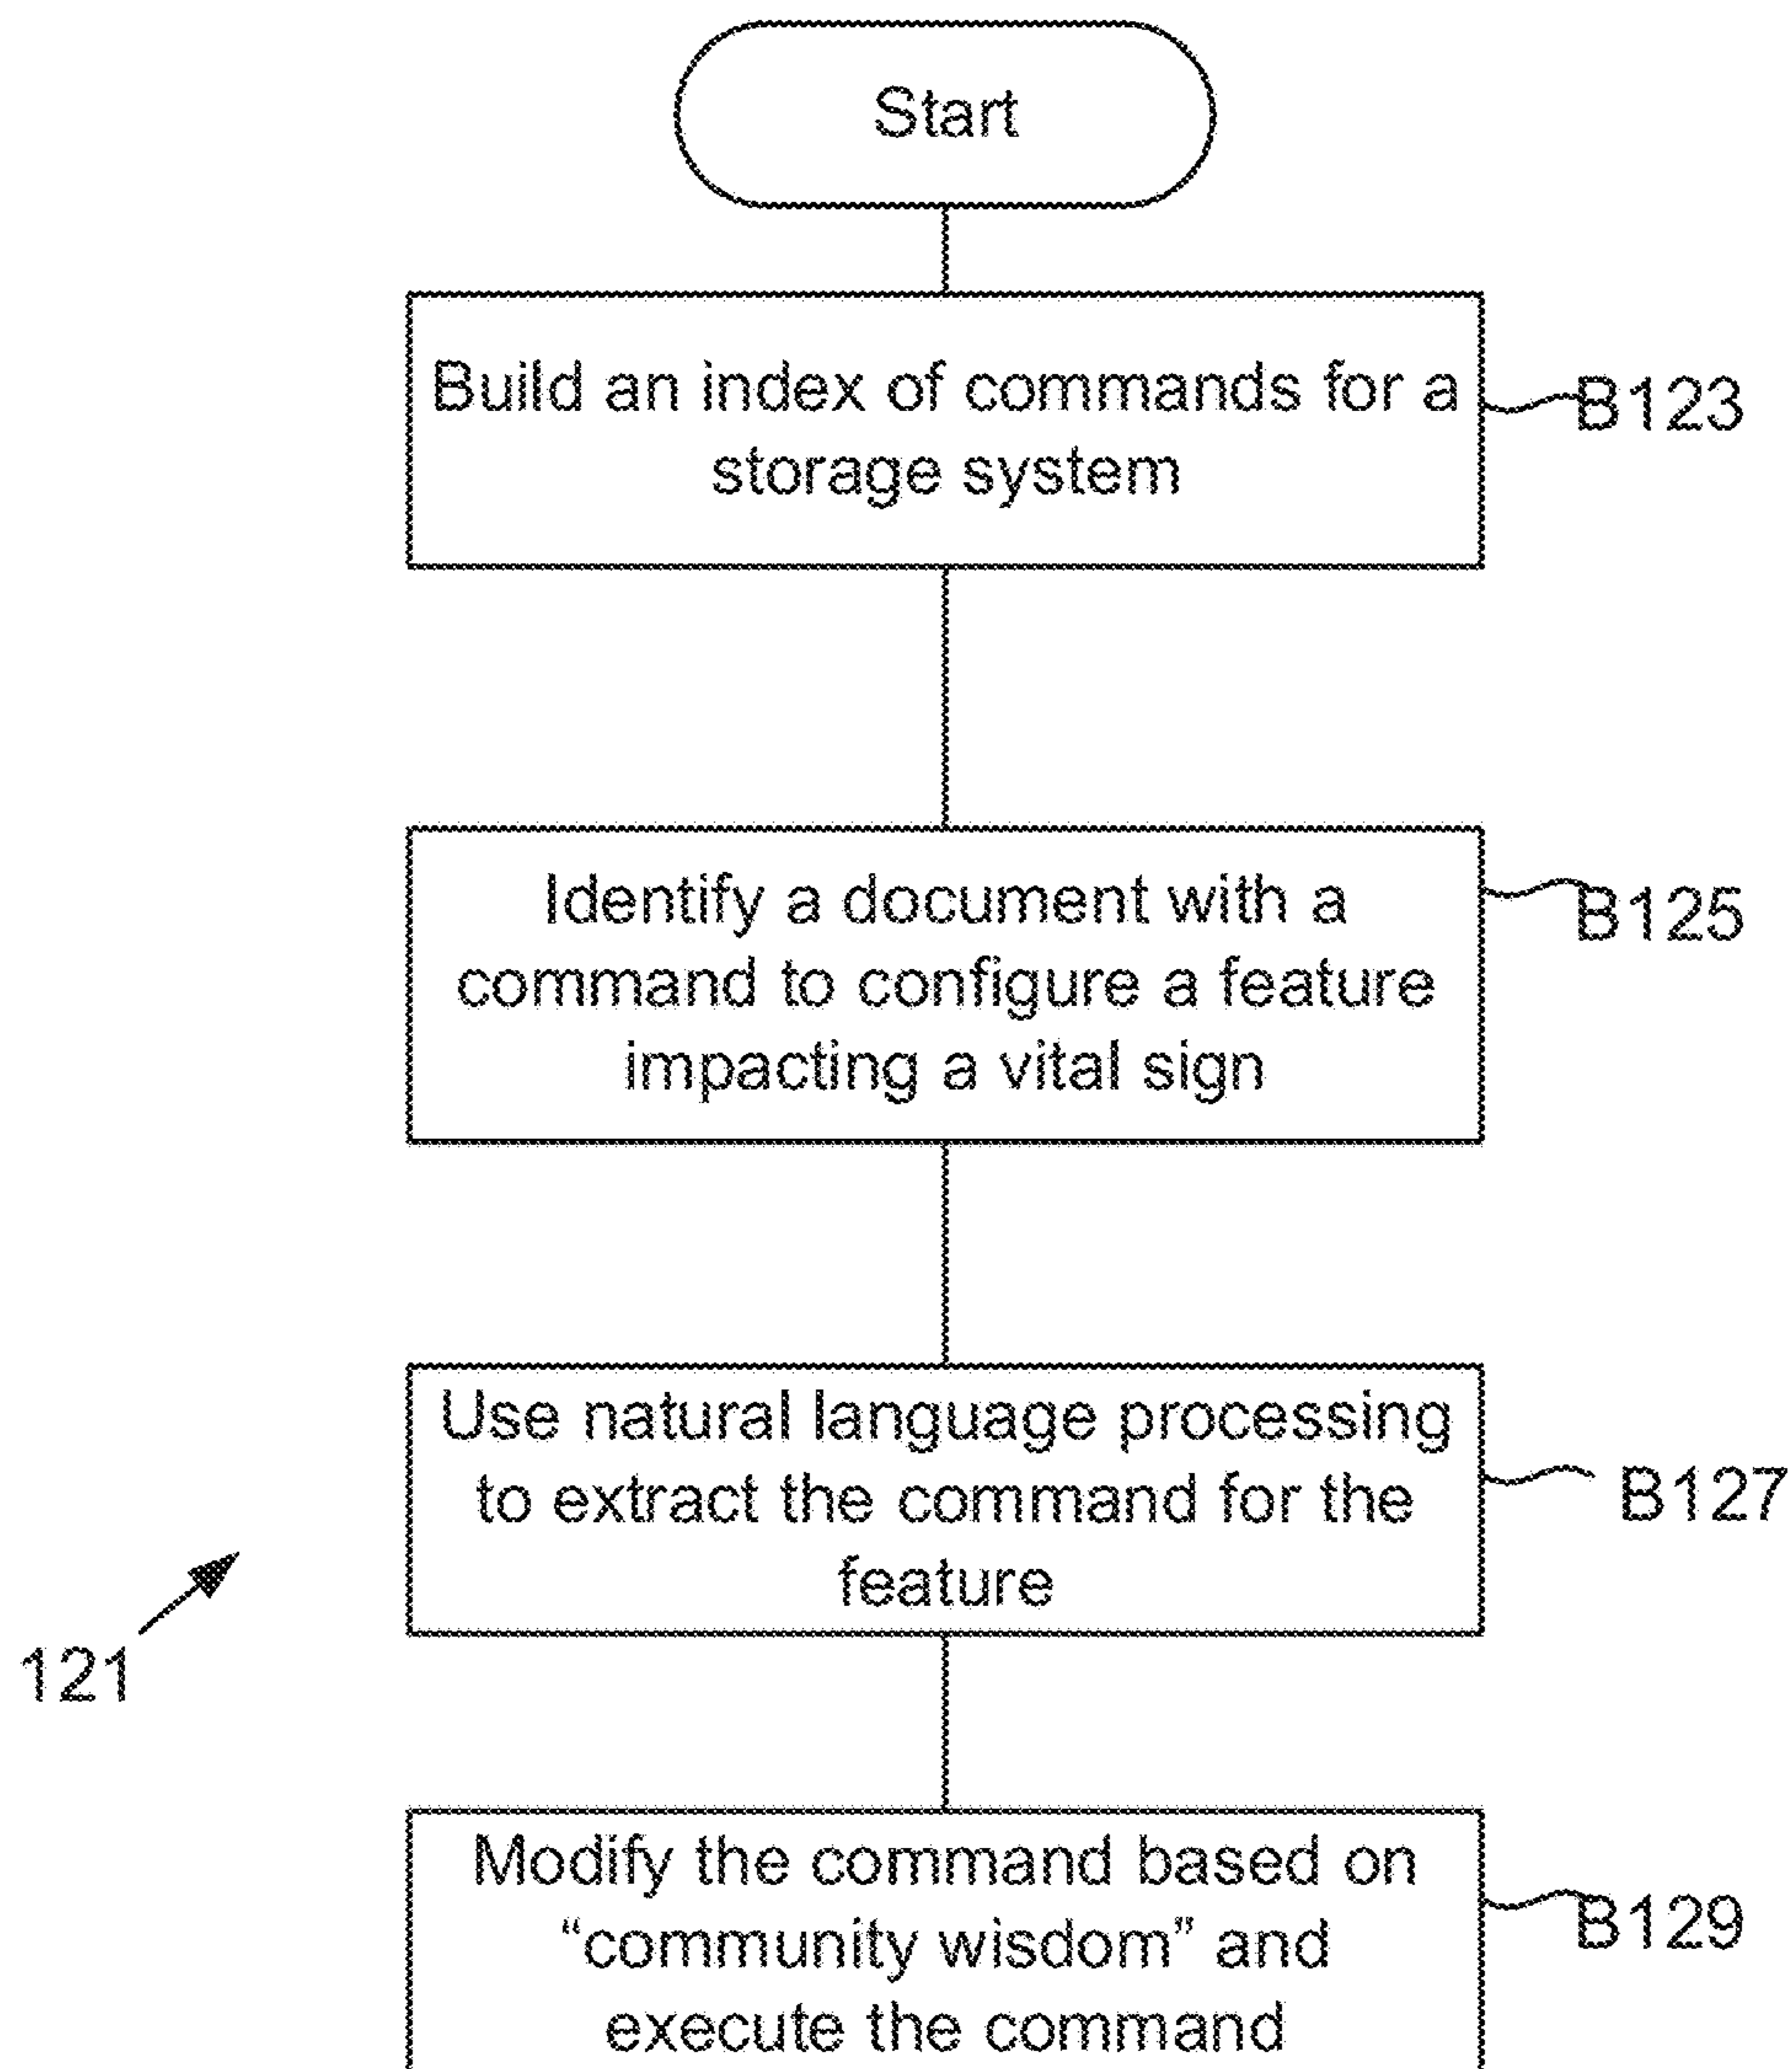 Start
Build an index of commands for a
storage system
B123
Identify a document with a
command to configure a feature
impacting a vital sign
B125
Use natural language processing
to extract the command for the
feature
B127
121
Modify the command based on
“community wisdom” and
execute the command
B129